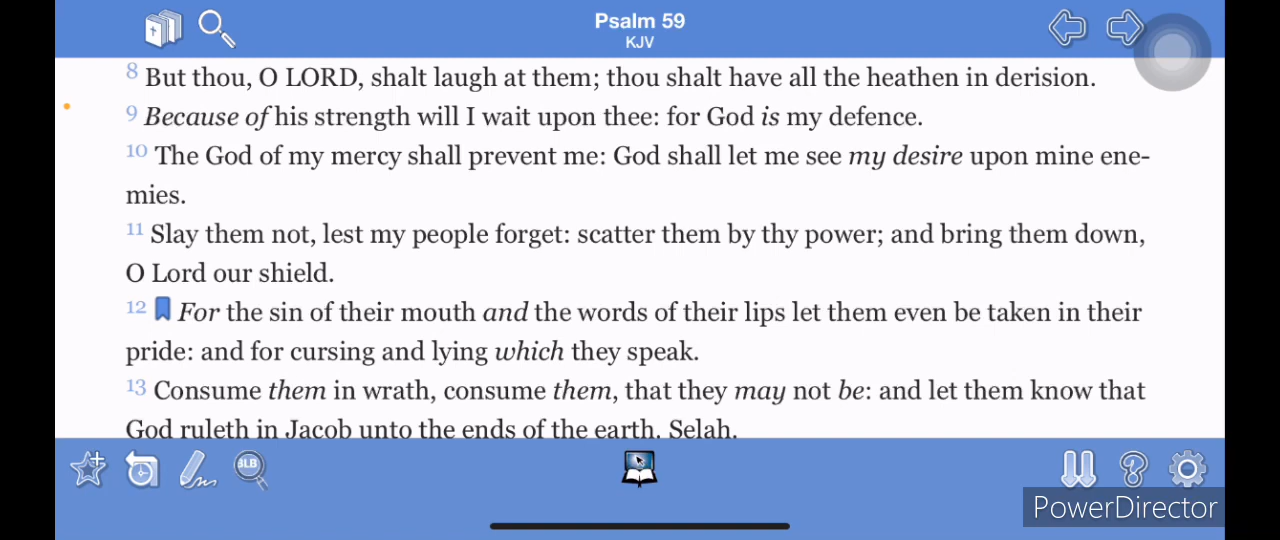 Psalm 59
KJV
8 But thou, O LORD, shalt laugh at them; thou shalt have all the heathen in derision.
9 Because of his strength will I wait upon thee: for God is my defence.
10 The God of my mercy shall prevent me: God shall let me see my desire upon mine ene-
mies.
11 Slay them not, lest my people forget: scatter them by thy power; and bring them down,
O Lord our shield.
12 For the sin of their mouth and the words of their lips let them even be taken in their
pride: and for cursing and lying which they speak.
13 Consume them in wrath, consume them, that they may not be: and let them know that
God ruleth in Jacob unto the ends of the earth. Selah.
BLB
PowerDirector